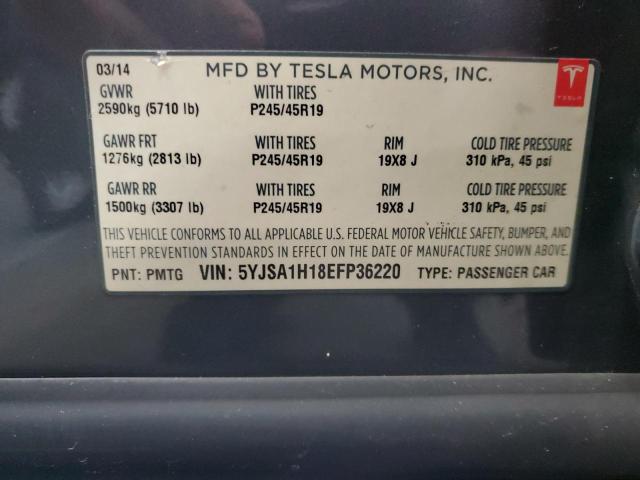 03/14 MFD BY TESLA MOTORS, INC.
GVWR WITH TIRES
2590kg (5710 lb) P245/45R19
TESLA
GAWR FRT WITH TIRES RIM COLD TIRE PRESSURE
1276kg (2813 lb) P245/45R19 19X8 J 310 kPa, 45 psi
GAWR RR WITH TIRES RIM COLD TIRE PRESSURE
1500kg (3307 lb) P245/45R19 19X8 J 310 kPa, 45 psi
THIS VEHICLE CONFORMS TO ALL APPLICABLE U.S. FEDERAL MOTOR VEHICLE SAFETY, BUMPER, AND
THEFT PREVENTION STANDARDS IN EFFECT ON THE DATE OF MANUFACTURE SHOWN ABOVE.
PNT: PMTG VIN: 5YJSA1H18EFP36220 TYPE: PASSENGER CAR